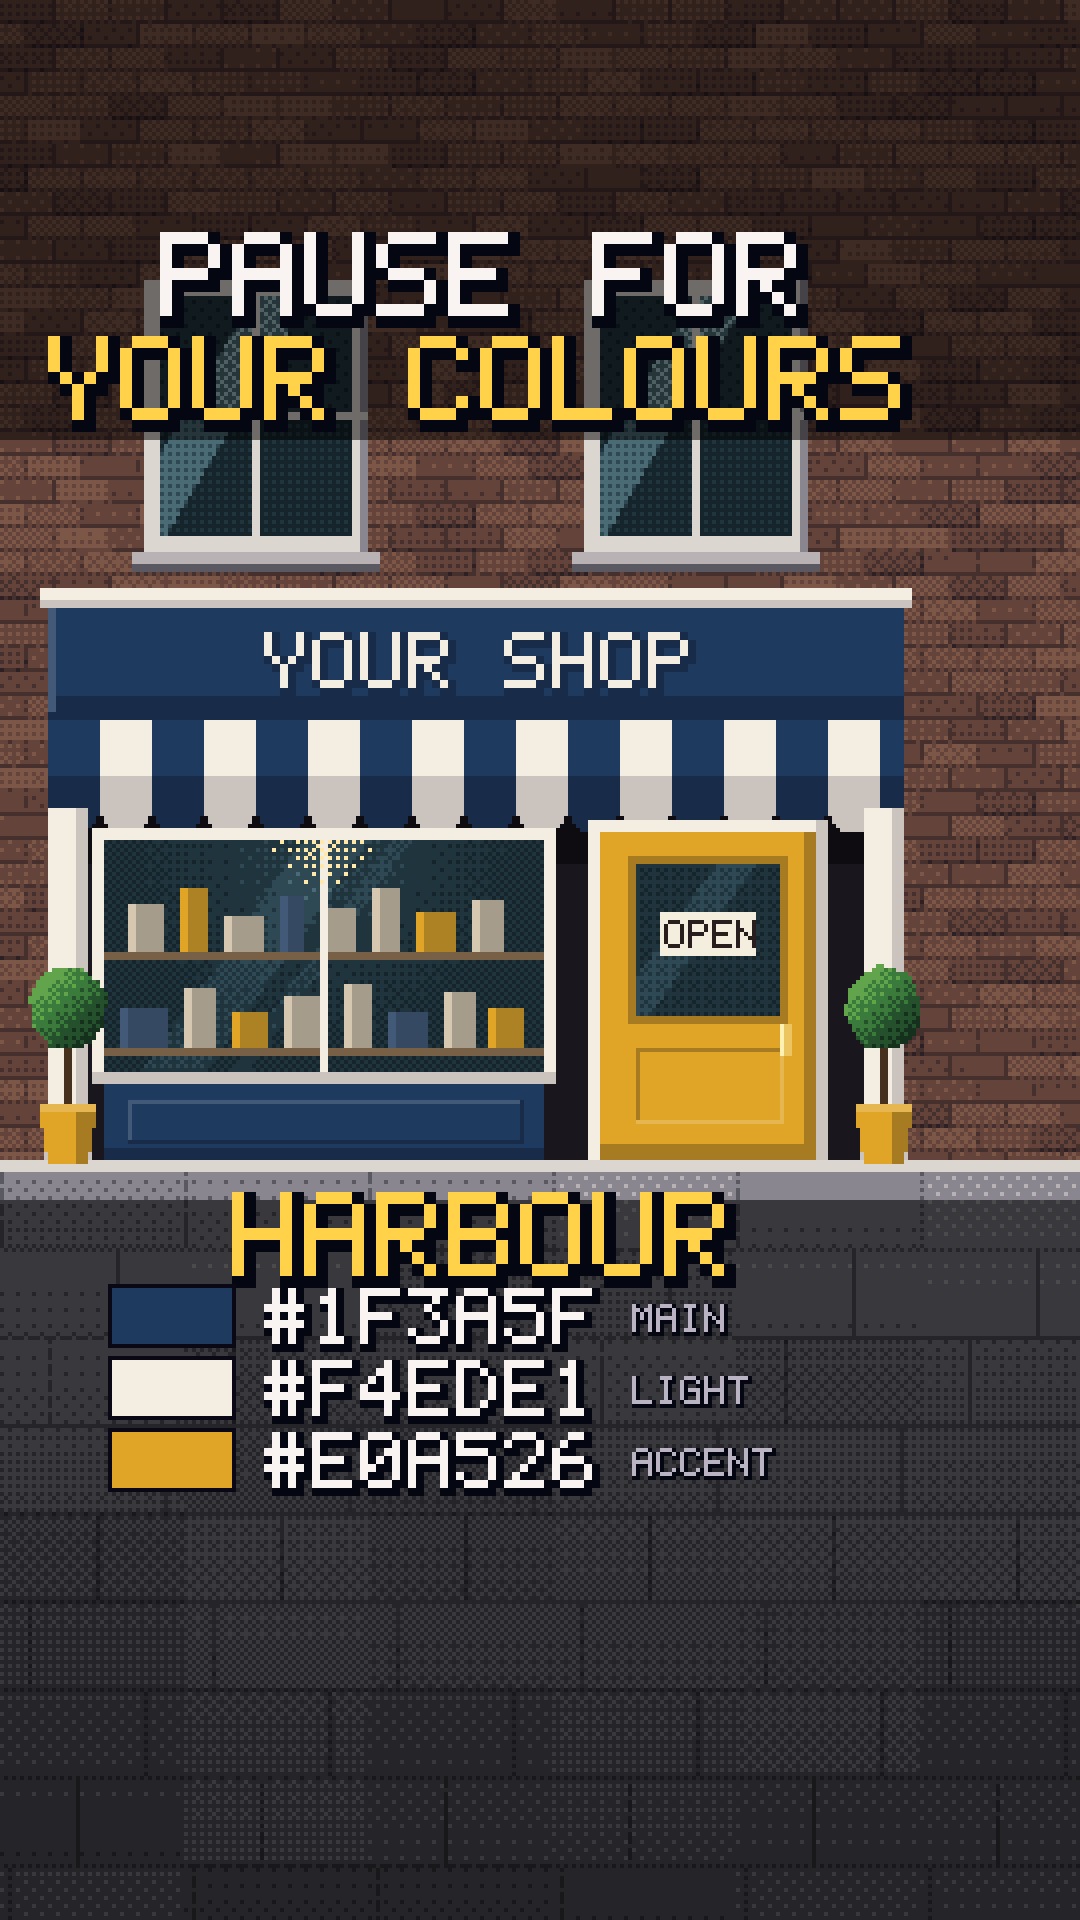 PAUSE FOR
YOUR COLOURS
YOUR SHOP
OPEN
HARBOUR
#1F3A5F MAIN
#F4EDE1 LIGHT
#E0A526 ACCENT